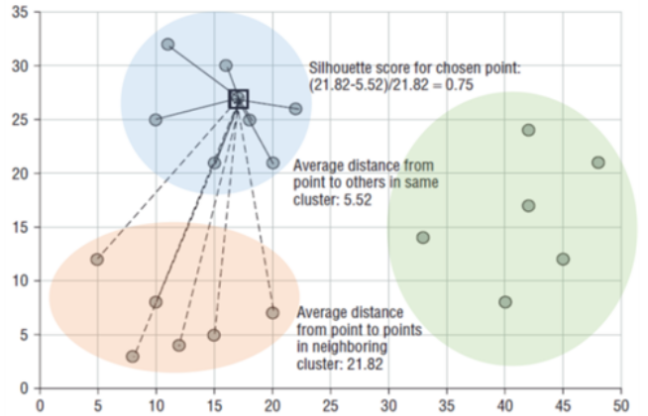 35
30
25
20
15
10
5
0
Silhouette score for chosen point:
(21.82-5.52)/21.82 = 0.75
Average distance from
point to others in same
cluster: 5.52
Average distance
from point to points
in neighboring
cluster: 21.82
0 5 10 15 20 25 30 35 40 45 50